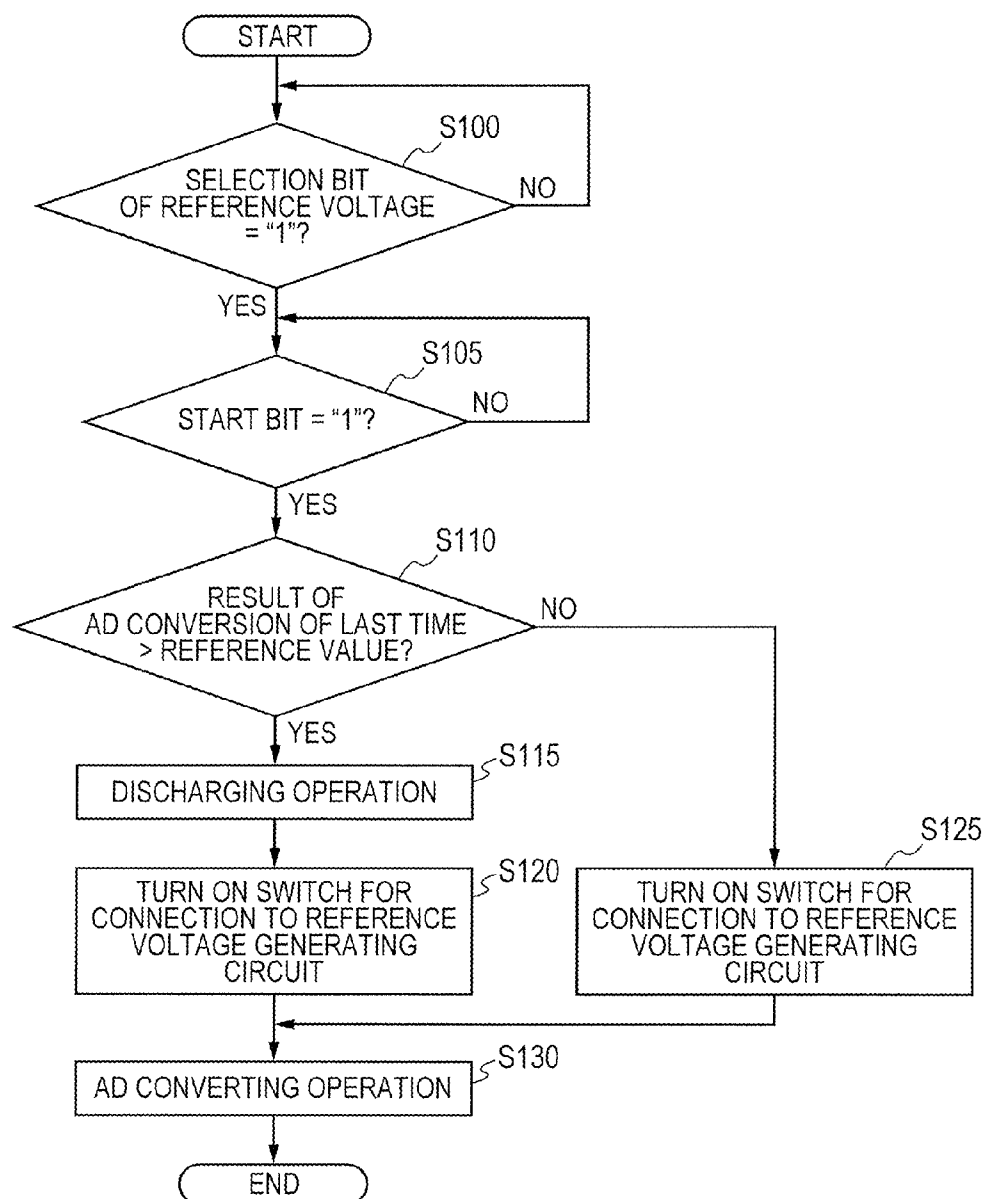 START
S100
SELECTION BIT
OF REFERENCE VOLTAGE
= “1”?
NO
YES
S105
START BIT = “1”?
NO
YES
S110
RESULT OF
AD CONVERSION OF LAST TIME
> REFERENCE VALUE?
NO
YES
S115
DISCHARGING OPERATION
S120
TURN ON SWITCH FOR
CONNECTION TO REFERENCE
VOLTAGE GENERATING
CIRCUIT
S125
TURN ON SWITCH FOR
CONNECTION TO REFERENCE
VOLTAGE GENERATING
CIRCUIT
S130
AD CONVERTING OPERATION
END